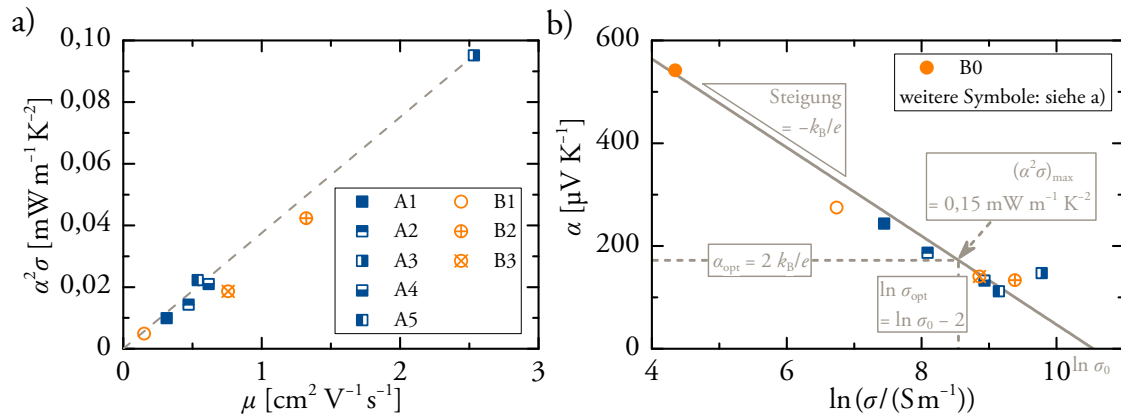 a)
0,10
0,08
0,06
0,04
0,02
0
α²σ [mW m⁻¹ K⁻²]
0 1 2 3
μ [cm² V⁻¹ s⁻¹]
A1 B1
A2 B2
A3 B3
A4
A5
b)
600
400
200
0
α [µV K⁻¹]
4 6 8 10
ln (σ/(S m⁻¹))
B0
weitere Symbole: siehe a)
Steigung
= −k_B/e
(α²σ)_max
= 0,15 mW m⁻¹ K⁻²
α_opt = 2 k_B/e
ln σ_opt
= ln σ₀ − 2
ln σ₀